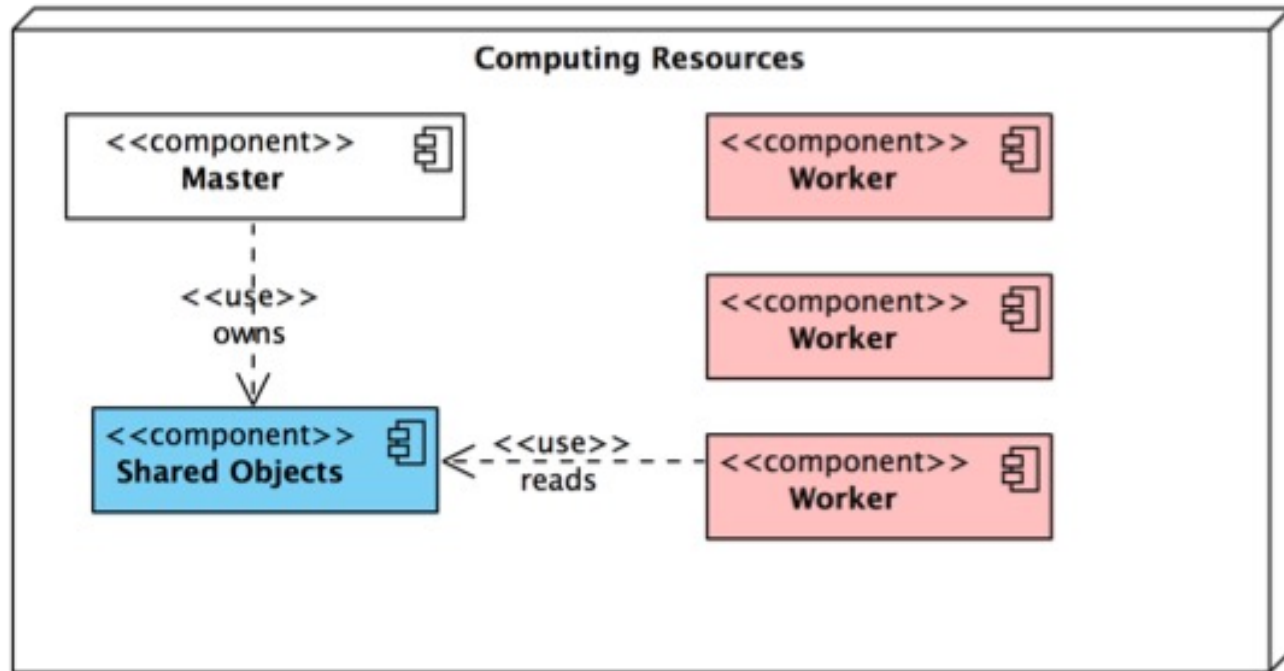 Computing Resources
<<component>>
Master
<<use>>
owns
<<component>>
Shared Objects
<<use>>
reads
<<component>>
Worker
<<component>>
Worker
<<component>>
Worker